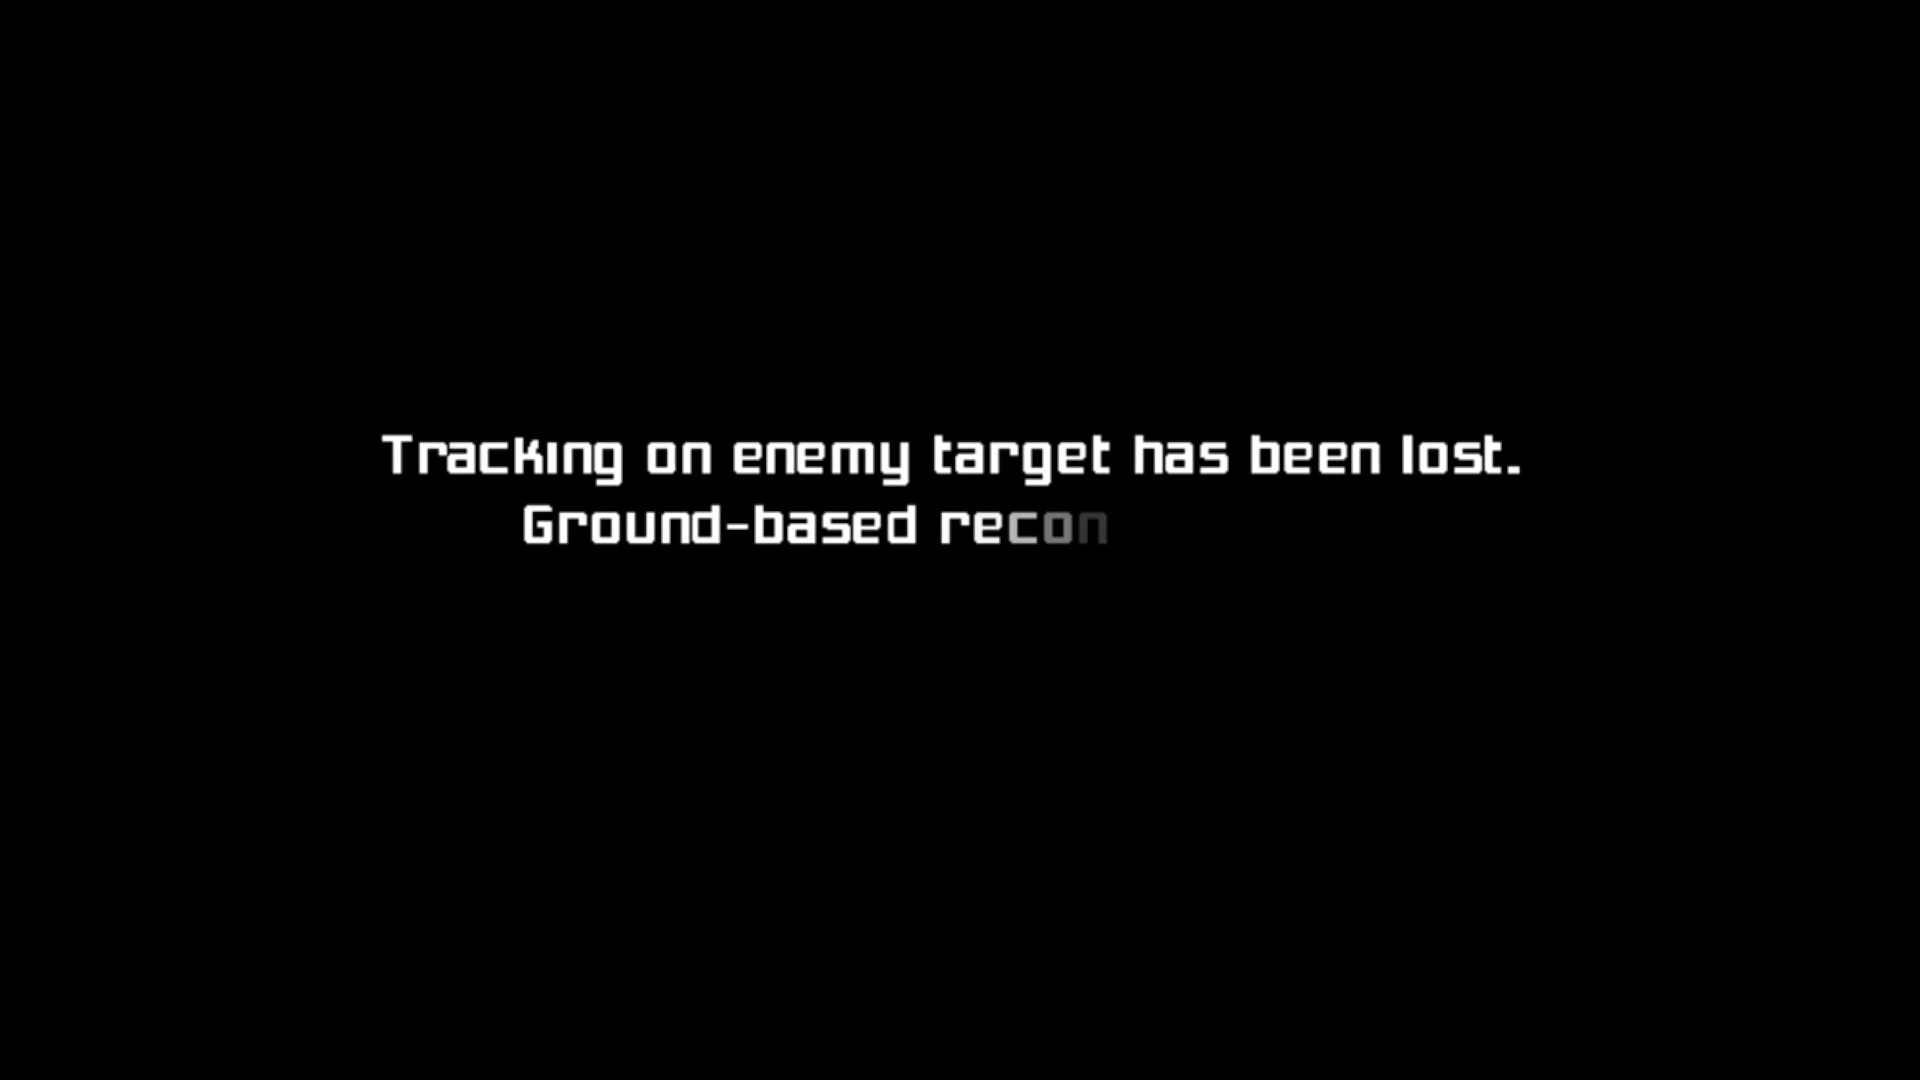 Tracking on enemy target has been lost.
Ground-based recon